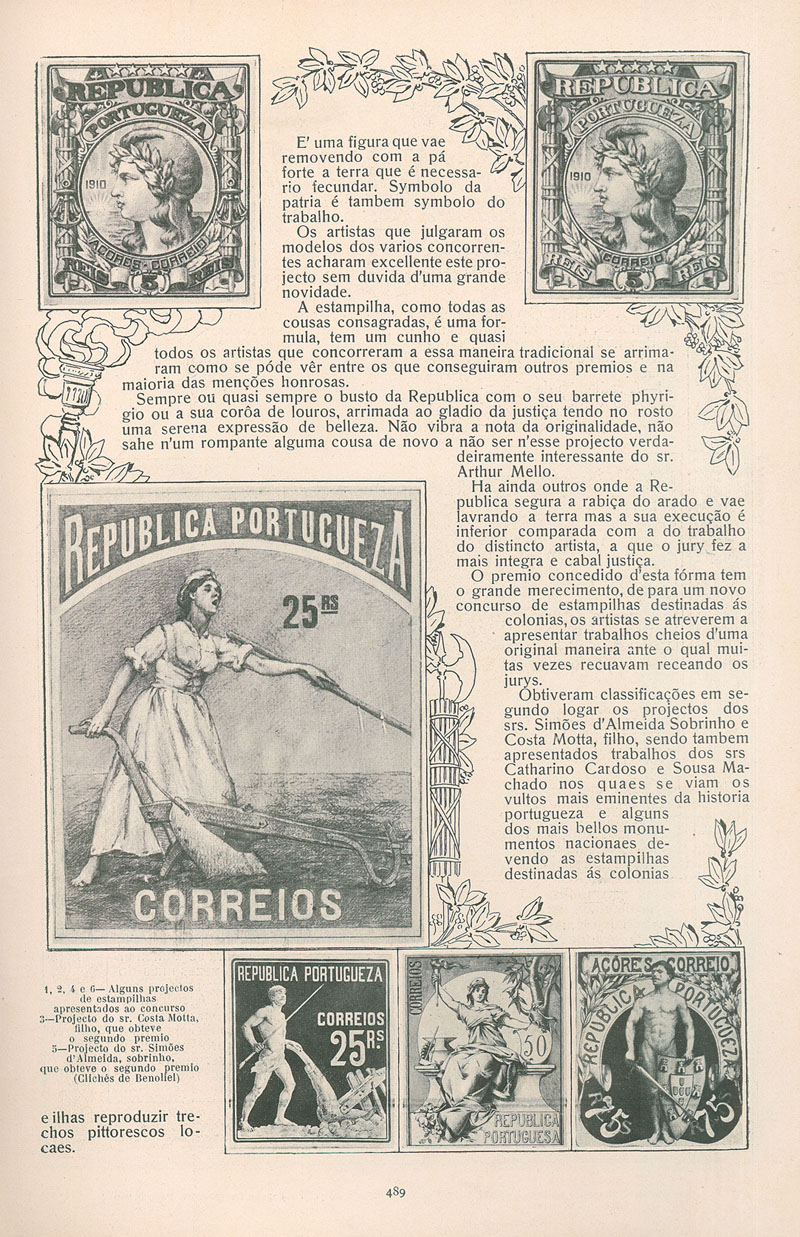 REPUBLICA
PORTUGUEZA
1910
AÇORES-CORREIO
REIS 5 REIS
REPUBLICA
PORTUGUEZA
1910
CORREIO
REIS 5 REIS
E' uma figura que vae
removendo com a pá
forte a terra que é necessa-
rio fecundar. Symbolo da
patria é tambem symbolo do
trabalho.
Os artistas que julgaram os
modelos dos varios concorren-
tes acharam excellente este pro-
jecto sem duvida d'uma grande
novidade.
A estampilha, como todas as
cousas consagradas, é uma for-
mula, tem um cunho e quasi
todos os artistas que concorreram a essa maneira tradicional se arrima-
ram como se póde vêr entre os que conseguiram outros premios e na
maioria das menções honrosas.
Sempre ou quasi sempre o busto da Republica com o seu barrete phyri-
gio ou a sua corôa de louros, arrimada ao gladio da justiça tendo no rosto
uma serena expressão de belleza. Não vibra a nota da originalidade, não
sahe n'um rompante alguma cousa de novo a não ser n'esse projecto verda-
deiramente interessante do sr.
Arthur Mello.
Ha ainda outros onde a Re-
publica segura a rabiça do arado e vae
lavrando a terra mas a sua execução é
inferior comparada com a do trabalho
do distincto artista, a que o jury fez a
mais integra e cabal justiça.
O premio concedido d'esta fórma tem
o grande merecimento, de para um novo
concurso de estampilhas destinadas ás
colonias, os artistas se atreverem a
apresentar trabalhos cheios d'uma
original maneira ante o qual mui-
tas vezes recuavam receando os
jurys.
Obtiveram classificações em se-
gundo logar os projectos dos
srs. Simões d'Almeida Sobrinho e
Costa Motta, filho, sendo tambem
apresentados trabalhos dos srs
Catharino Cardoso e Sousa Ma-
chado nos quaes se viam os
vultos mais eminentes da historia
portugueza e alguns
dos mais bellos monu-
mentos nacionaes de-
vendo as estampilhas
destinadas ás colonias
REPUBLICA PORTUGUEZA
25 RS
CORREIOS
1, 2, 4 e 6—Alguns projectos
de estampilhas
apresentados ao concurso
3—Projecto do sr. Costa Motta,
filho, que obteve
o segundo premio
5—Projecto do sr. Simões
d'Almeida, sobrinho,
que obteve o segundo premio
(Clichés de Benoliel)
e ilhas reproduzir tre-
chos pittorescos lo-
caes.
REPUBLICA PORTUGUEZA
CORREIOS
25 RS.
CORREIOS
50
REPUBLICA
PORTUGUESA
AÇÔRES CORREIO
REPUBLICA PORTUGUEZA
75 75
489